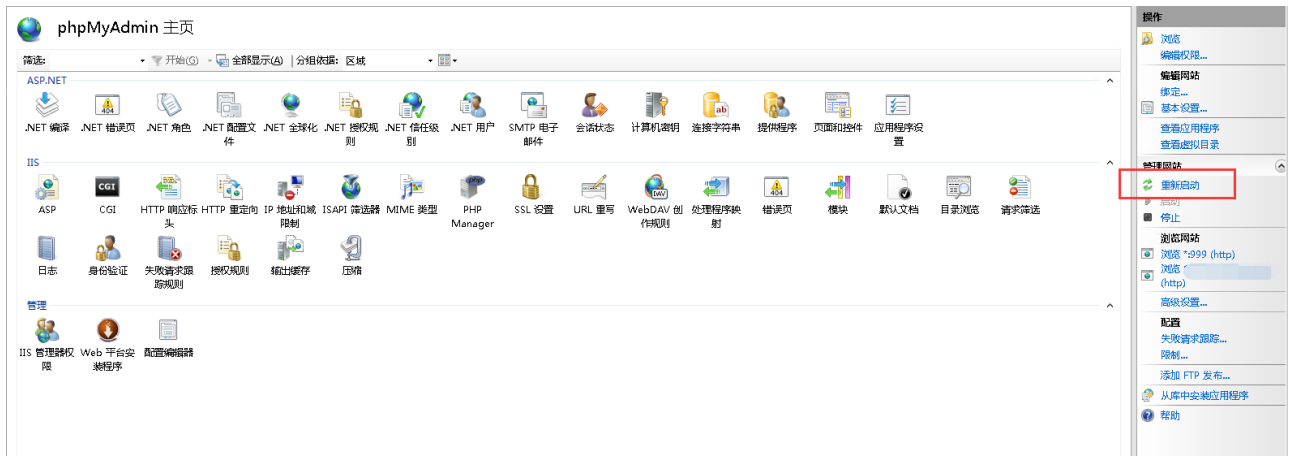 phpMyAdmin 主页
筛选: 开始(G) 全部显示(A) 分组依据: 区域
ASP.NET
.NET 编译 .NET 错误页 .NET 角色 .NET 配置文 .NET 全球化 .NET 授权规 .NET 信任级 .NET 用户 SMTP 电子 会话状态 计算机密钥 连接字符串 提供程序 页面和控件 应用程序设
件 则 别 邮件 置
IIS
ASP CGI HTTP 响应标 HTTP 重定向 IP 地址和域 ISAPI 筛选器 MIME 类型 PHP SSL 设置 URL 重写 WebDAV 创 处理程序映 错误页 模块 默认文档 目录浏览 请求筛选
头 限制 Manager 作规则 射
日志 身份验证 失败请求跟 授权规则 输出缓存 压缩
踪规则
管理
IIS 管理器权 Web 平台安 配置编辑器
限 装程序
操作
浏览
编辑权限...
编辑网站
绑定...
基本设置...
查看应用程序
查看虚拟目录
管理网站
重新启动
启动
停止
浏览网站
浏览 *:999 (http)
浏览
(http)
高级设置...
配置
失败请求跟踪...
限制...
添加 FTP 发布...
从库中安装应用程序
帮助